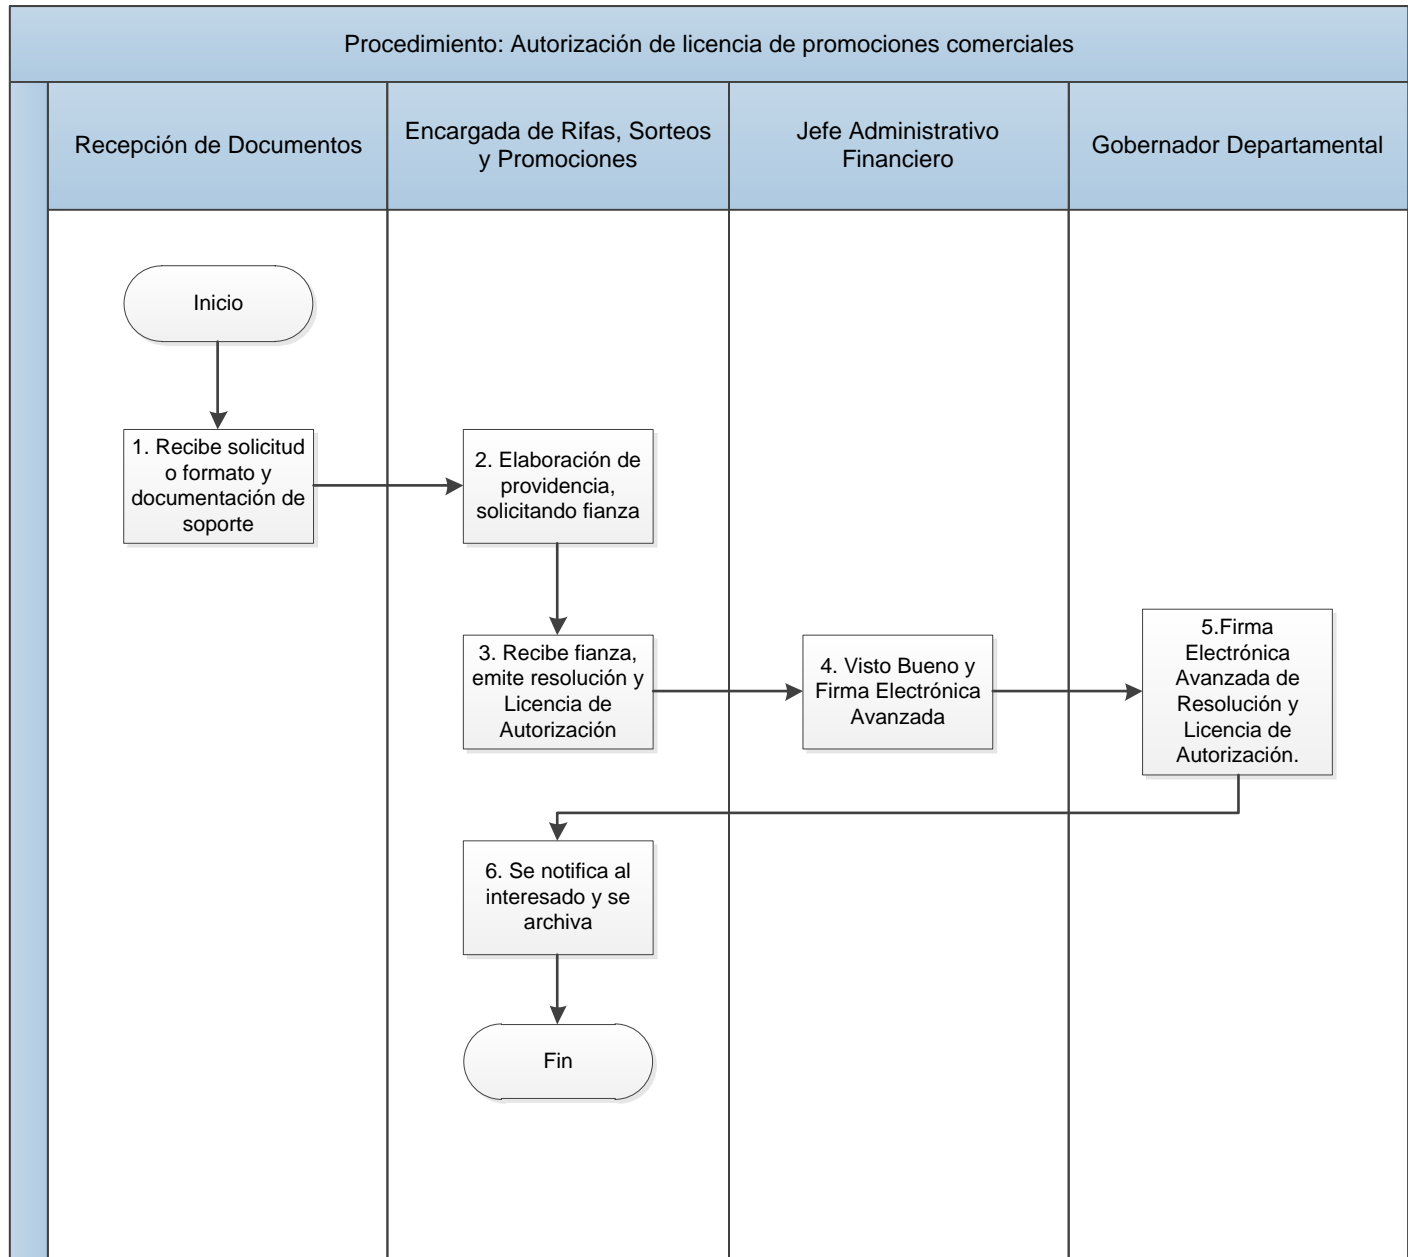 Procedimiento: Autorización de licencia de promociones comerciales
Recepción de Documentos
Encargada de Rifas, Sorteos
y Promociones
Jefe Administrativo
Financiero
Gobernador Departamental
Inicio
1. Recibe solicitud
o formato y
documentación de
soporte
2. Elaboración de
providencia,
solicitando fianza
3. Recibe fianza,
emite resolución y
Licencia de
Autorización
4. Visto Bueno y
Firma Electrónica
Avanzada
5.Firma
Electrónica
Avanzada de
Resolución y
Licencia de
Autorización.
6. Se notifica al
interesado y se
archiva
Fin